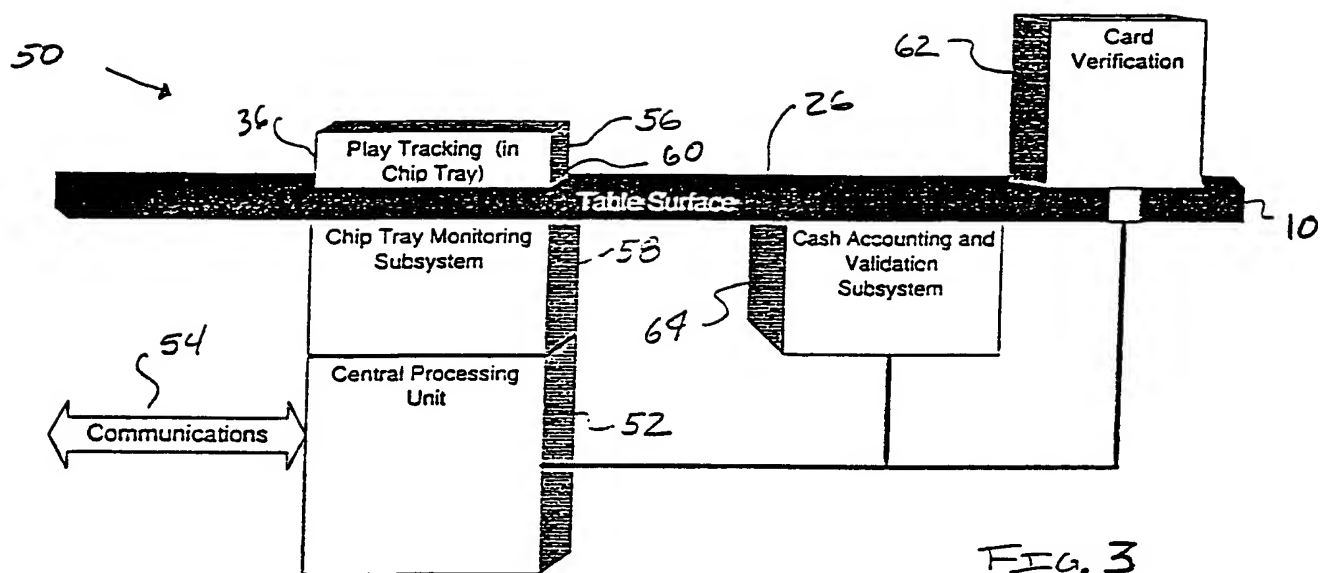 50
62
Card
Verification
36
Play Tracking (in
Chip Tray)
56
60
26
Table Surface
10
Chip Tray Monitoring
Subsystem
58
Cash Accounting and
Validation
Subsystem
64
54
Communications
Central Processing
Unit
52
FIG. 3